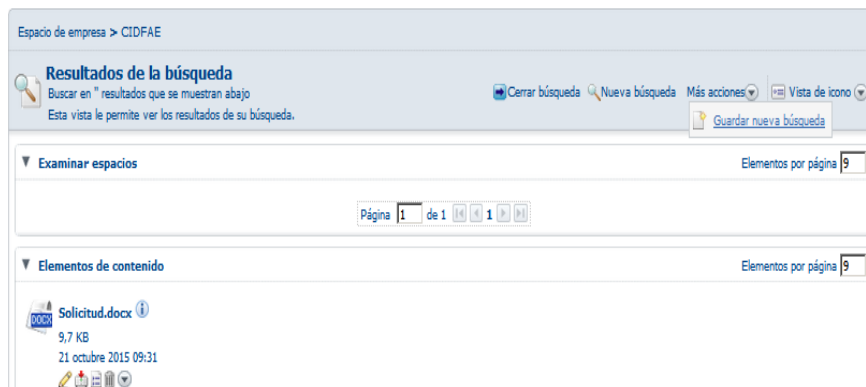 Espacio de empresa > CIDFAE
Resultados de la búsqueda
Buscar en '' resultados que se muestran abajo
Esta vista le permite ver los resultados de su búsqueda.
Cerrar búsqueda Nueva búsqueda Más acciones Vista de icono
Guardar nueva búsqueda
Examinar espacios Elementos por página 9
Página 1 de 1 1
Elementos de contenido Elementos por página 9
DOCX Solicitud.docx
9,7 KB
21 octubre 2015 09:31